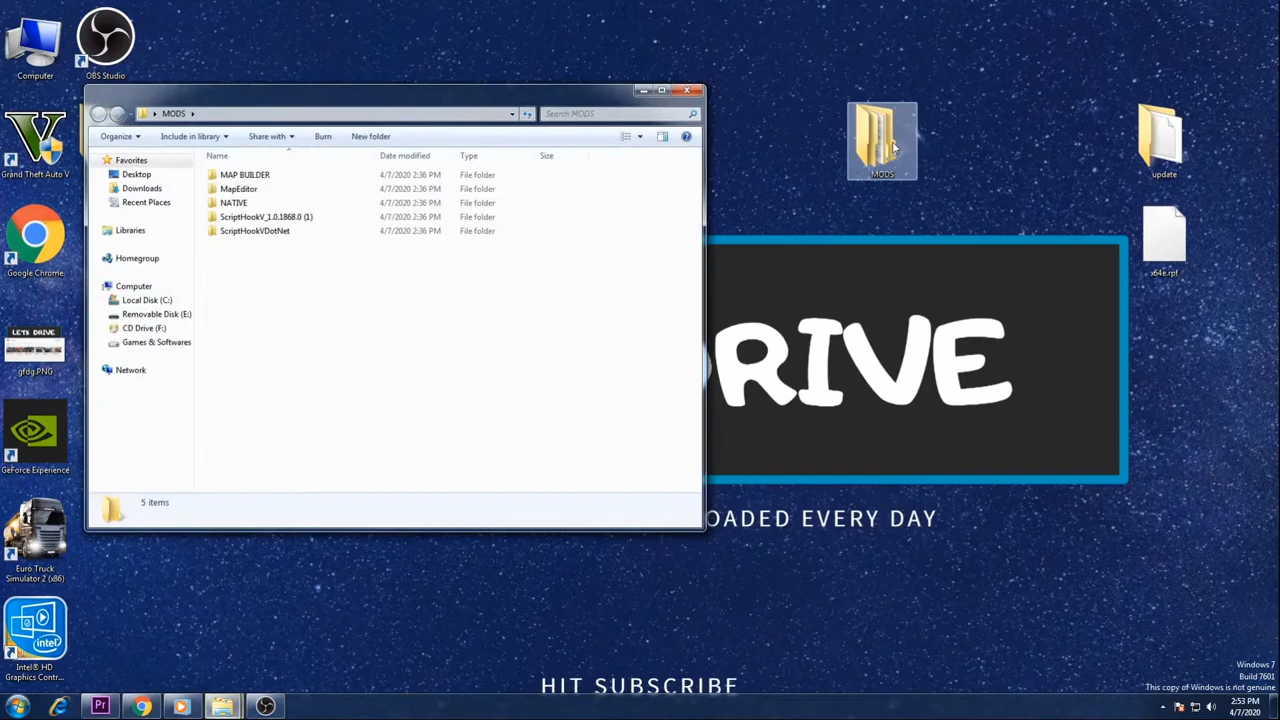 Computer
OBS Studio
Grand Theft Auto V
Google Chrome
LETS DRIVE
gfdg.PNG
GeForce Experience
Euro Truck
Simulator 2 (x86)
Intel® HD
Graphics Contr...
MODS
Search MODS
Organize
Include in library
Share with
Burn
New folder
Favorites
Desktop
Downloads
Recent Places
Libraries
Homegroup
Computer
Local Disk (C:)
Removable Disk (E:)
CD Drive (F:)
Games & Softwares
Network
Name Date modified Type Size
MAP BUILDER 4/7/2020 2:36 PM File folder
MapEditor 4/7/2020 2:36 PM File folder
NATIVE 4/7/2020 2:36 PM File folder
ScriptHookV_1.0.1868.0 (1) 4/7/2020 2:36 PM File folder
ScriptHookVDotNet 4/7/2020 2:36 PM File folder
5 items
MODS
update
x64e.rpf
DRIVE
OADED EVERY DAY
HIT SUBSCRIBE
Windows 7
Build 7601
This copy of Windows is not genuine
Pr
intel
2:53 PM
4/7/2020